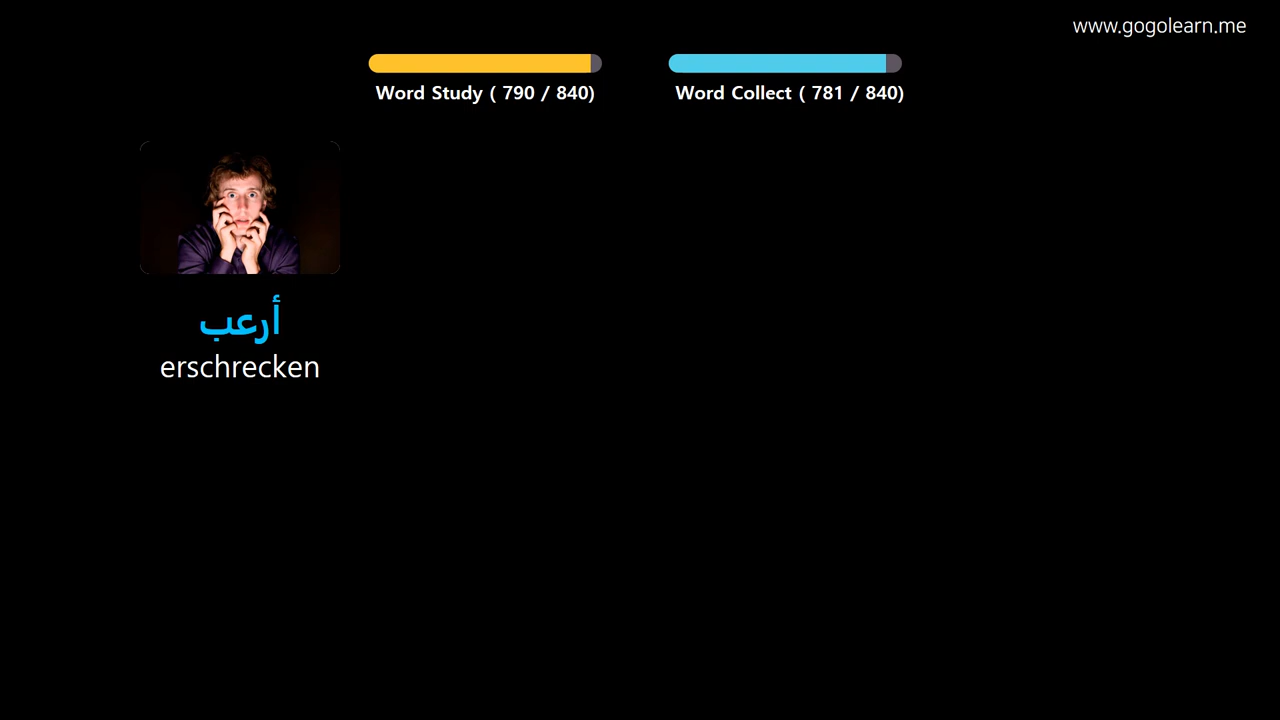 www.gogolearn.me
Word Study ( 790 / 840)
Word Collect ( 781 / 840)
أرعب
erschrecken